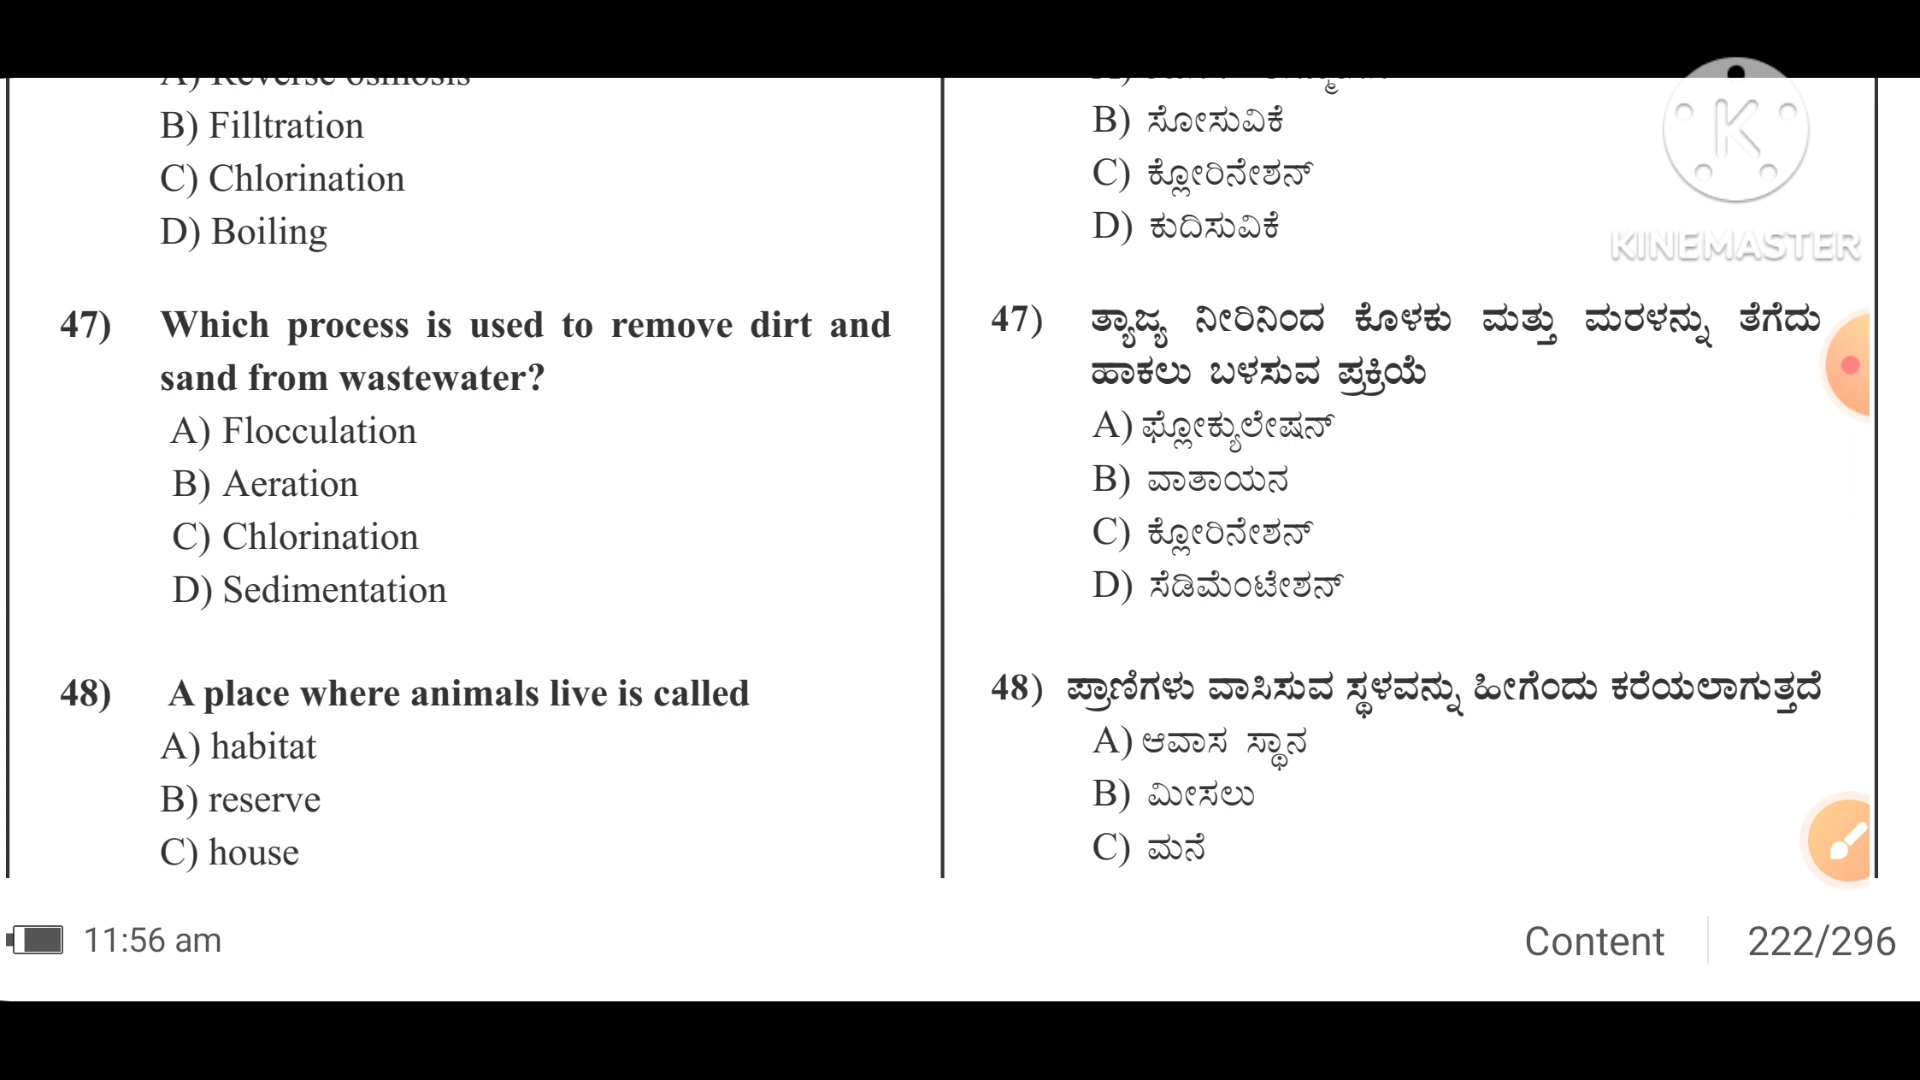 A) Reverse osmosis
B) Filltration
C) Chlorination
D) Boiling
47) Which process is used to remove dirt and
sand from wastewater?
A) Flocculation
B) Aeration
C) Chlorination
D) Sedimentation
48) A place where animals live is called
A) habitat
B) reserve
C) house
B) ಸೋಸುವಿಕೆ
C) ಕ್ಲೋರಿನೇಶನ್
D) ಕುದಿಸುವಿಕೆ
47) ತ್ಯಾಜ್ಯ ನೀರಿನಿಂದ ಕೊಳಕು ಮತ್ತು ಮರಳನ್ನು ತೆಗೆದು
ಹಾಕಲು ಬಳಸುವ ಪ್ರಕ್ರಿಯೆ
A) ಫ್ಲೋಕ್ಯುಲೇಷನ್
B) ವಾತಾಯನ
C) ಕ್ಲೋರಿನೇಶನ್
D) ಸೆಡಿಮೆಂಟೇಶನ್
48) ಪ್ರಾಣಿಗಳು ವಾಸಿಸುವ ಸ್ಥಳವನ್ನು ಹೀಗೆಂದು ಕರೆಯಲಾಗುತ್ತದೆ
A) ಆವಾಸ ಸ್ಥಾನ
B) ಮೀಸಲು
C) ಮನೆ
K
KINEMASTER
11:56 am
Content 222/296